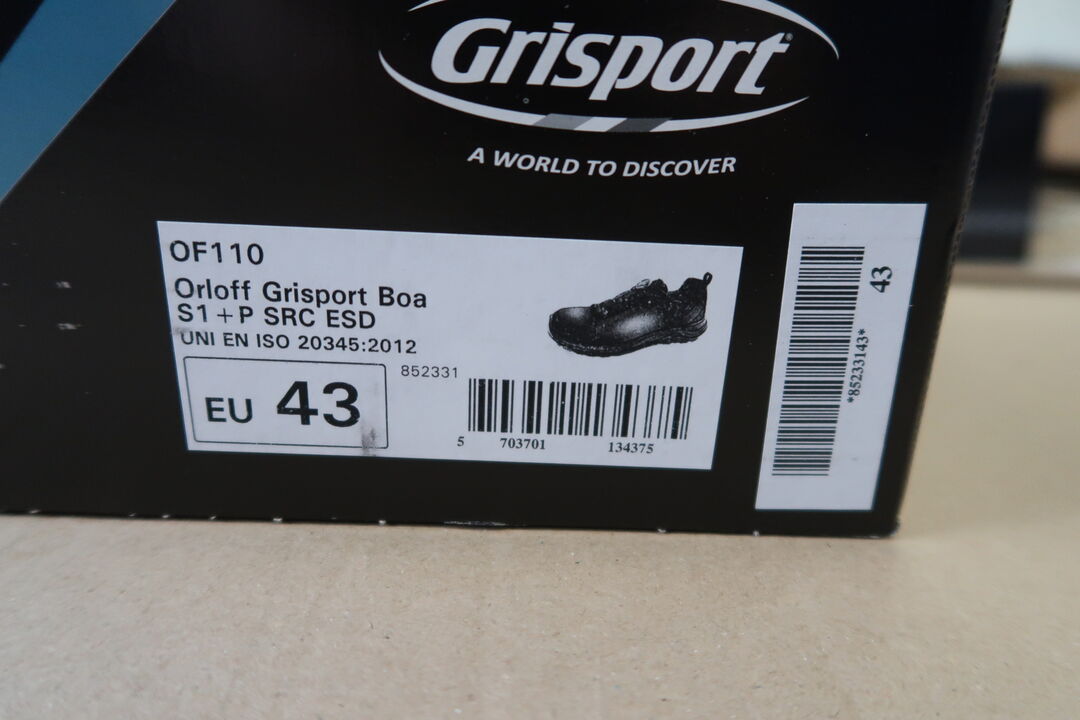 Grisport®
A WORLD TO DISCOVER
OF110
Orloff Grisport Boa
S1+P SRC ESD
UNI EN ISO 20345:2012
EU 43
852331
5 703701 134375
43
*85233143*